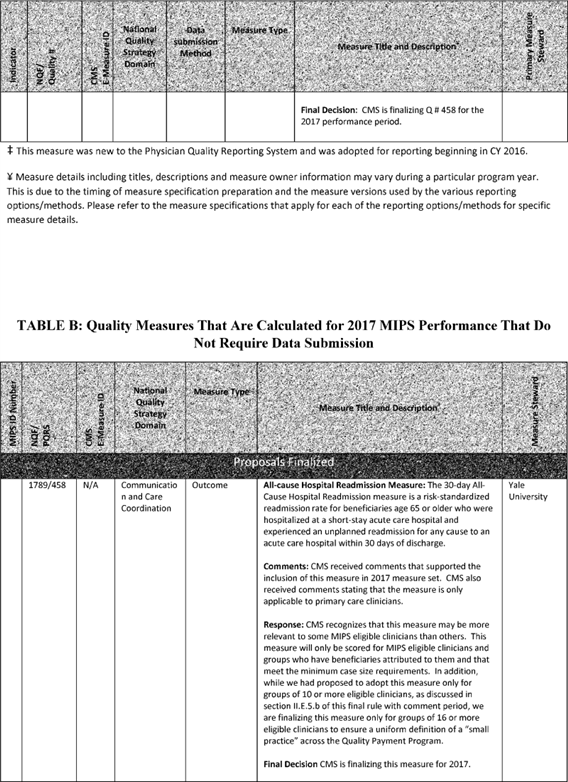 Indicator
NQF/
Quality #
CMS
E-Measure ID
National
Quality
Strategy
Domain
Data
submission
Method
Measure Type
Measure Title and Description
Primary Measure
Steward
Final Decision: CMS is finalizing Q # 458 for the
2017 performance period.
‡ This measure was new to the Physician Quality Reporting System and was adopted for reporting beginning in CY 2016.
¥ Measure details including titles, descriptions and measure owner information may vary during a particular program year.
This is due to the timing of measure specification preparation and the measure versions used by the various reporting
options/methods. Please refer to the measure specifications that apply for each of the reporting options/methods for specific
measure details.
TABLE B: Quality Measures That Are Calculated for 2017 MIPS Performance That Do
Not Require Data Submission
MIPS ID Number
NQF/
PQRS
CMS
E-Measure ID
National
Quality
Strategy
Domain
Measure Type
Measure Title and Description
Measure Steward
Proposals Finalized
1789/458
N/A
Communicatio
n and Care
Coordination
Outcome
All-cause Hospital Readmission Measure: The 30-day All-
Cause Hospital Readmission measure is a risk-standardized
readmission rate for beneficiaries age 65 or older who were
hospitalized at a short-stay acute care hospital and
experienced an unplanned readmission for any cause to an
acute care hospital within 30 days of discharge.
Comments: CMS received comments that supported the
inclusion of this measure in 2017 measure set. CMS also
received comments stating that the measure is only
applicable to primary care clinicians.
Response: CMS recognizes that this measure may be more
relevant to some MIPS eligible clinicians than others. This
measure will only be scored for MIPS eligible clinicians and
groups who have beneficiaries attributed to them and that
meet the minimum case size requirements. In addition,
while we had proposed to adopt this measure only for
groups of 10 or more eligible clinicians, as discussed in
section II.E.5.b of this final rule with comment period, we
are finalizing this measure only for groups of 16 or more
eligible clinicians to ensure a uniform definition of a “small
practice” across the Quality Payment Program.
Final Decision CMS is finalizing this measure for 2017.
Yale
University